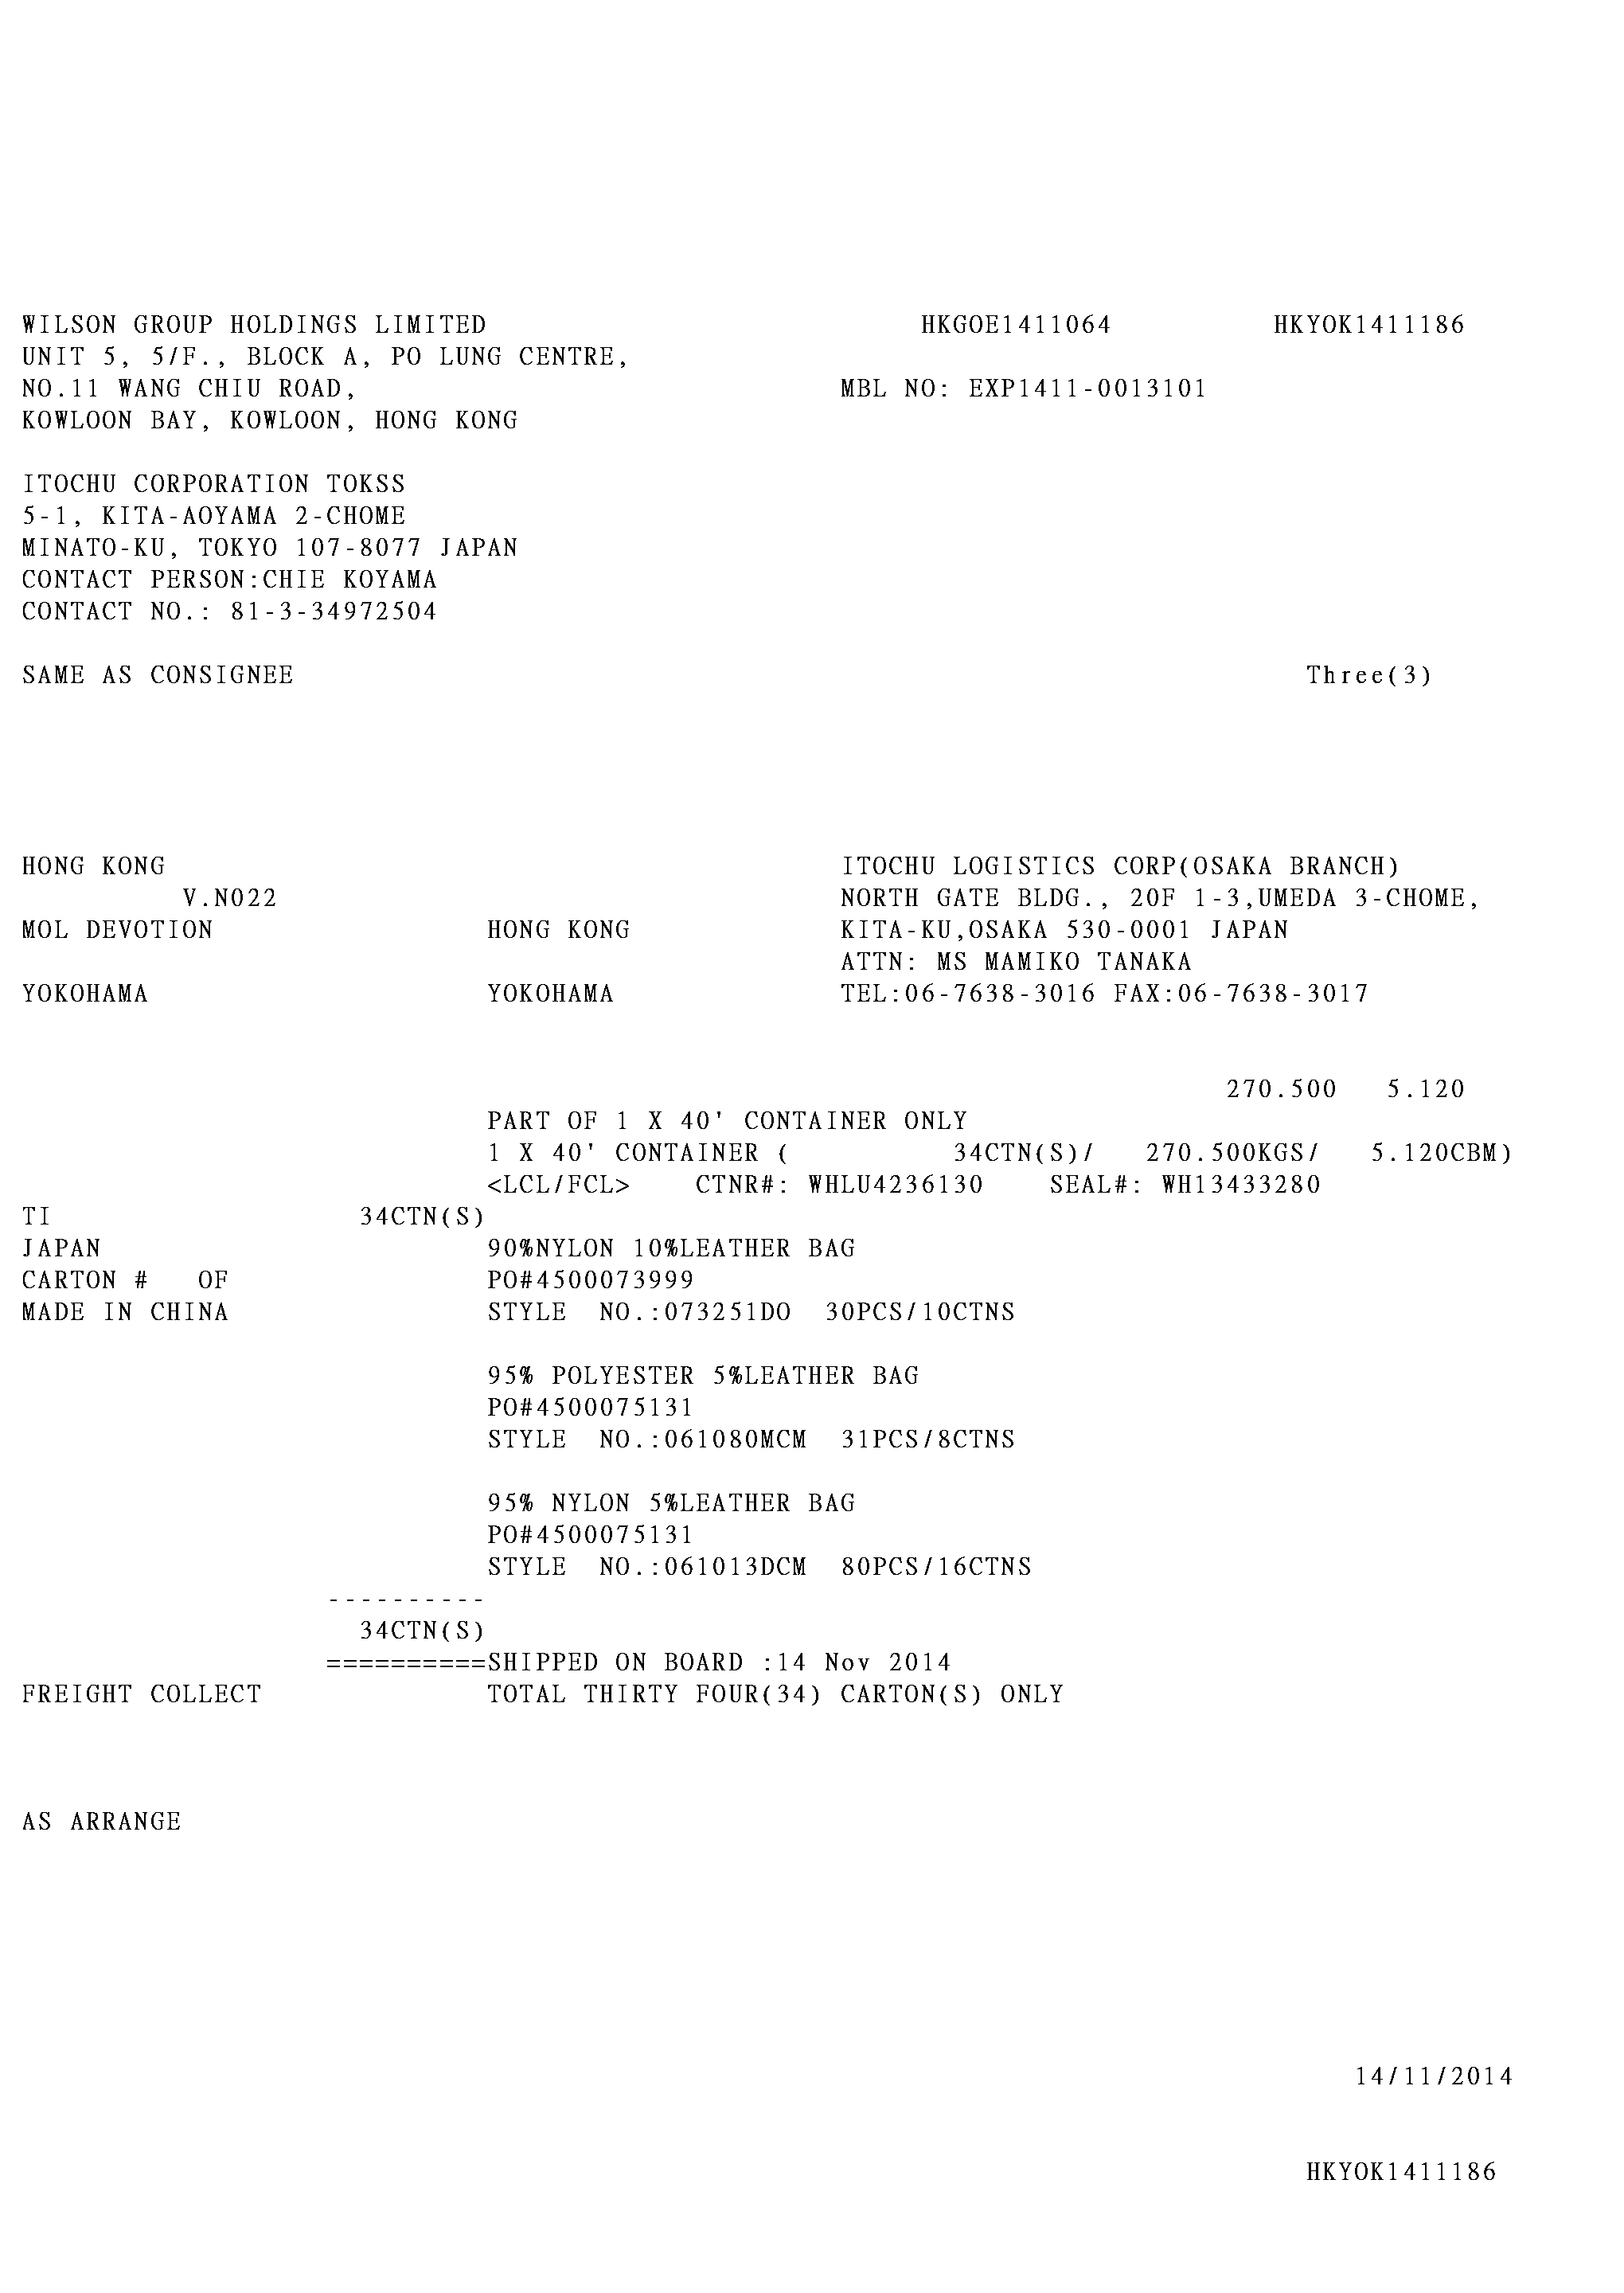 WILSON GROUP HOLDINGS LIMITED HKGOE1411064 HKYOK1411186
UNIT 5, 5/F., BLOCK A, PO LUNG CENTRE,
NO.11 WANG CHIU ROAD, MBL NO: EXP1411-0013101
KOWLOON BAY, KOWLOON, HONG KONG
ITOCHU CORPORATION TOKSS
5-1, KITA-AOYAMA 2-CHOME
MINATO-KU, TOKYO 107-8077 JAPAN
CONTACT PERSON:CHIE KOYAMA
CONTACT NO.: 81-3-34972504
SAME AS CONSIGNEE Three(3)
HONG KONG ITOCHU LOGISTICS CORP(OSAKA BRANCH)
V.N022 NORTH GATE BLDG., 20F 1-3,UMEDA 3-CHOME,
MOL DEVOTION HONG KONG KITA-KU,OSAKA 530-0001 JAPAN
ATTN: MS MAMIKO TANAKA
YOKOHAMA YOKOHAMA TEL:06-7638-3016 FAX:06-7638-3017
270.500 5.120
PART OF 1 X 40' CONTAINER ONLY
1 X 40' CONTAINER ( 34CTN(S)/ 270.500KGS/ 5.120CBM)
<LCL/FCL> CTNR#: WHLU4236130 SEAL#: WH13433280
TI 34CTN(S)
JAPAN 90%NYLON 10%LEATHER BAG
CARTON # OF PO#4500073999
MADE IN CHINA STYLE NO.:073251DO 30PCS/10CTNS
95% POLYESTER 5%LEATHER BAG
PO#4500075131
STYLE NO.:061080MCM 31PCS/8CTNS
95% NYLON 5%LEATHER BAG
PO#4500075131
STYLE NO.:061013DCM 80PCS/16CTNS
----------
34CTN(S)
==========SHIPPED ON BOARD :14 Nov 2014
FREIGHT COLLECT TOTAL THIRTY FOUR(34) CARTON(S) ONLY
AS ARRANGE
14/11/2014
HKYOK1411186